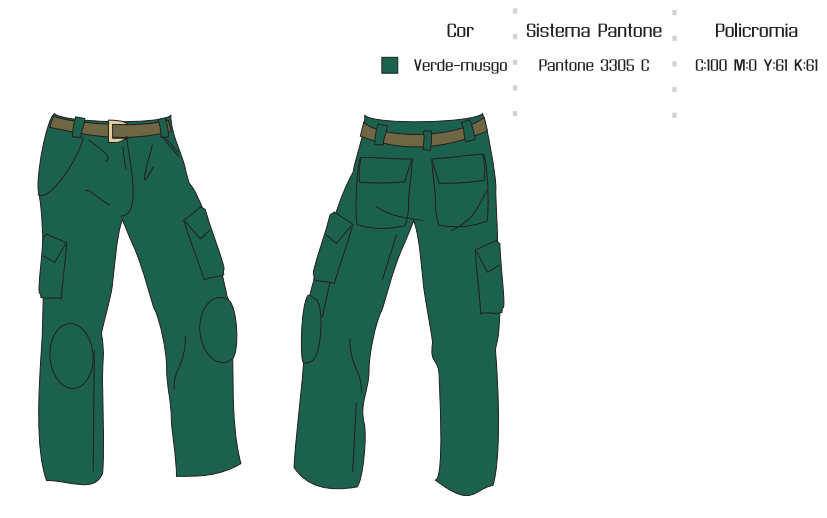 Cor Sistema Pantone Policromia
Verde-musgo Pantone 3305 C C:100 M:0 Y:61 K:61